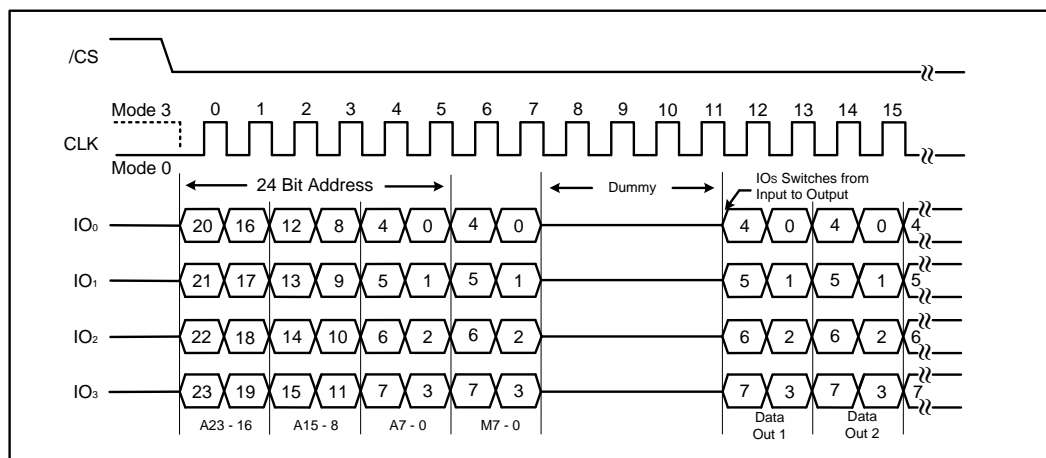 /CS
Mode 3 0 1 2 3 4 5 6 7 8 9 10 11 12 13 14 15
CLK
Mode 0
24 Bit Address Dummy IOs Switches from
Input to Output
IO₀ 20 16 12 8 4 0 4 0 4 0 4 0 4
IO₁ 21 17 13 9 5 1 5 1 5 1 5 1 5
IO₂ 22 18 14 10 6 2 6 2 6 2 6 2 6
IO₃ 23 19 15 11 7 3 7 3 7 3 7 3 7
A23 - 16 A15 - 8 A7 - 0 M7 - 0 Data Data
Out 1 Out 2